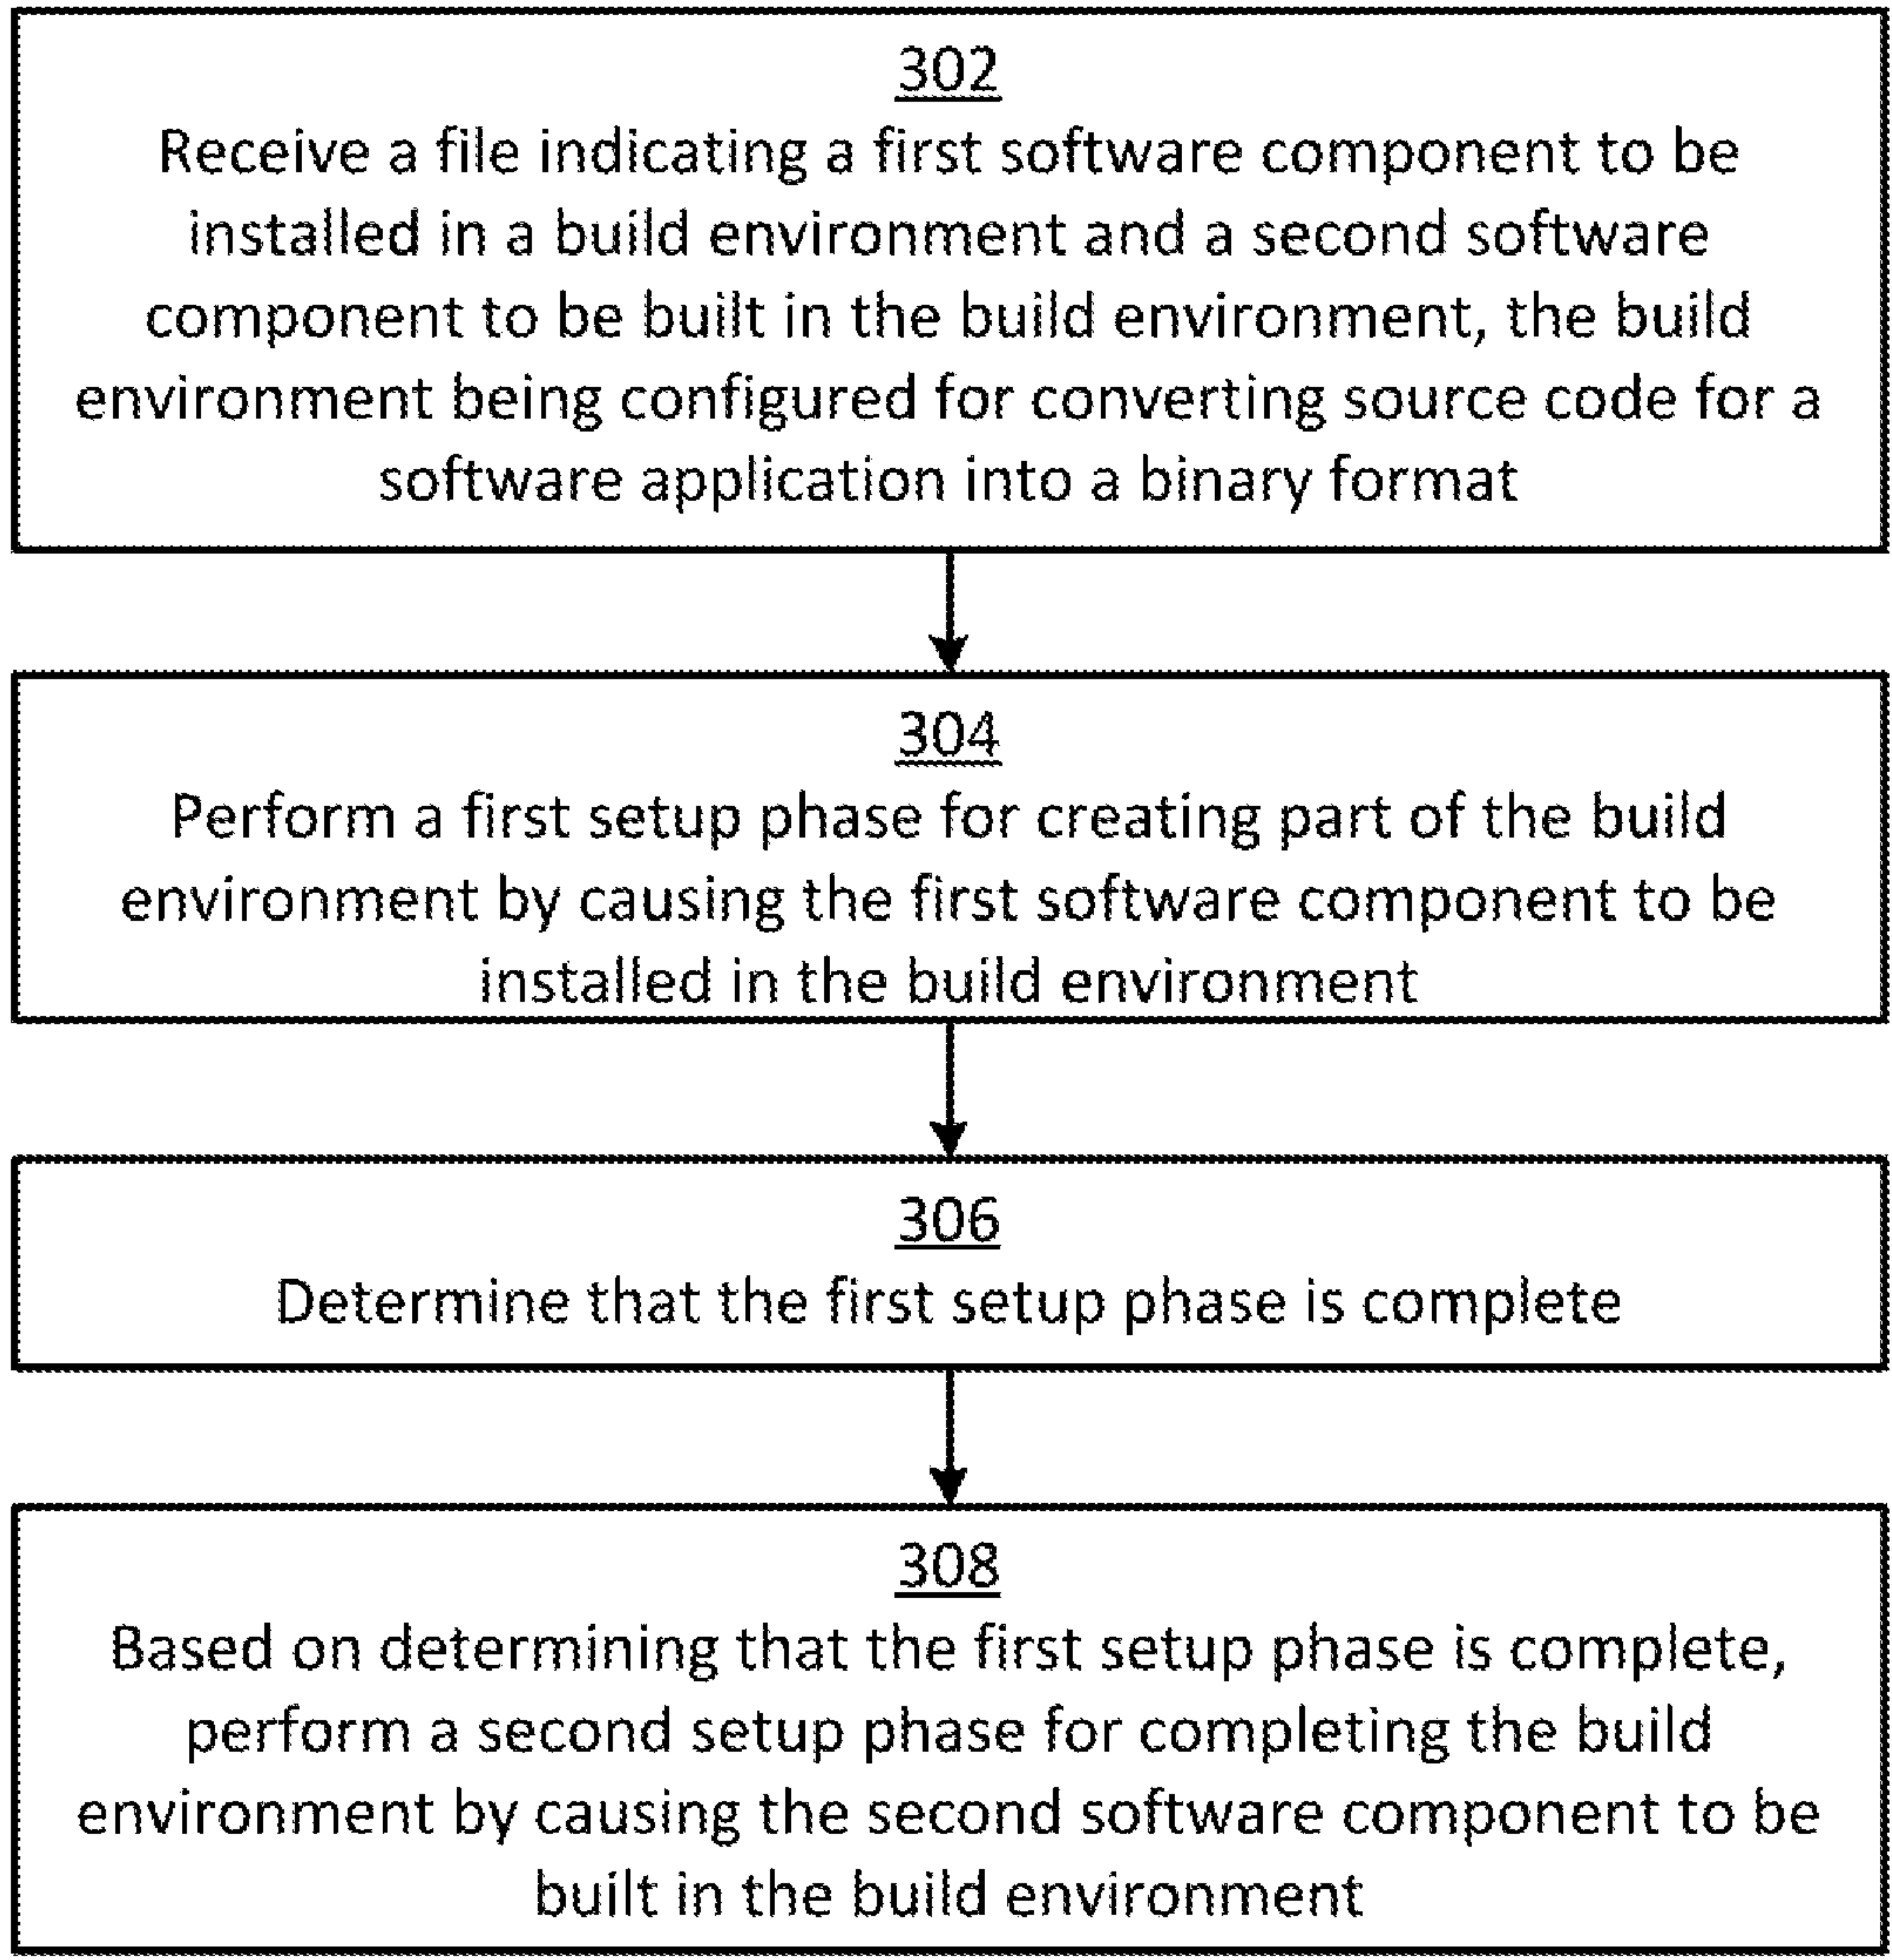 302
Receive a file indicating a first software component to be
installed in a build environment and a second software
component to be built in the build environment, the build
environment being configured for converting source code for a
software application into a binary format
304
Perform a first setup phase for creating part of the build
environment by causing the first software component to be
installed in the build environment
306
Determine that the first setup phase is complete
308
Based on determining that the first setup phase is complete,
perform a second setup phase for completing the build
environment by causing the second software component to be
built in the build environment